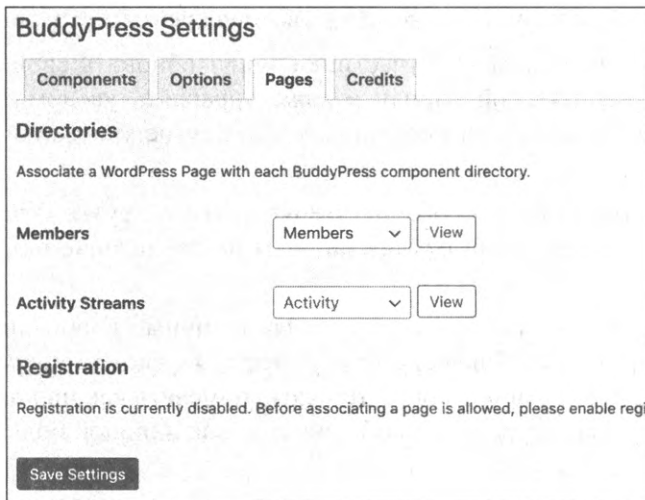 BuddyPress Settings
Components Options Pages Credits
Directories
Associate a WordPress Page with each BuddyPress component directory.
Members Members View
Activity Streams Activity View
Registration
Registration is currently disabled. Before associating a page is allowed, please enable regi
Save Settings